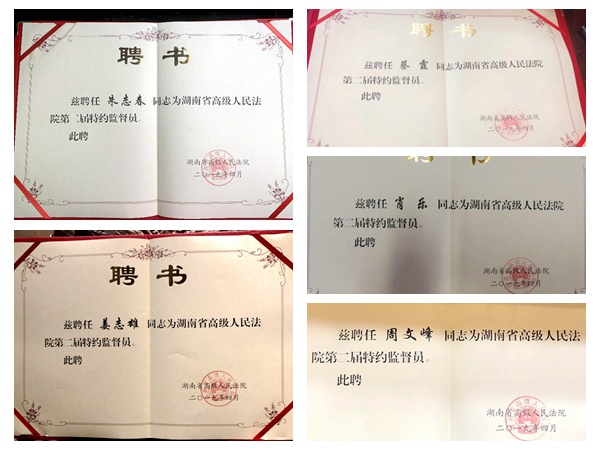 聘书
兹聘任 朱志春 同志为湖南省高级人民法
院第二届特约监督员。
此聘
湖南省高级人民法院
二〇一九年四月
聘书
兹聘任 姜志雄 同志为湖南省高级人民法
院第二届特约监督员。
此聘
湖南省高级人民法院
二〇一九年四月
聘书
兹聘任 蔡霞 同志为湖南省高级人民法院
第二届特约监督员。
此聘
湖南省高级人民法院
二〇一九年四月
聘书
兹聘任 肖乐 同志为湖南省高级人民法院
第二届特约监督员。
此聘
湖南省高级人民法院
二〇一九年四月
兹聘任 周文峰 同志为湖南省高级人民法
院第二届特约监督员。
此聘
湖南省高级人民法院
二〇一九年四月